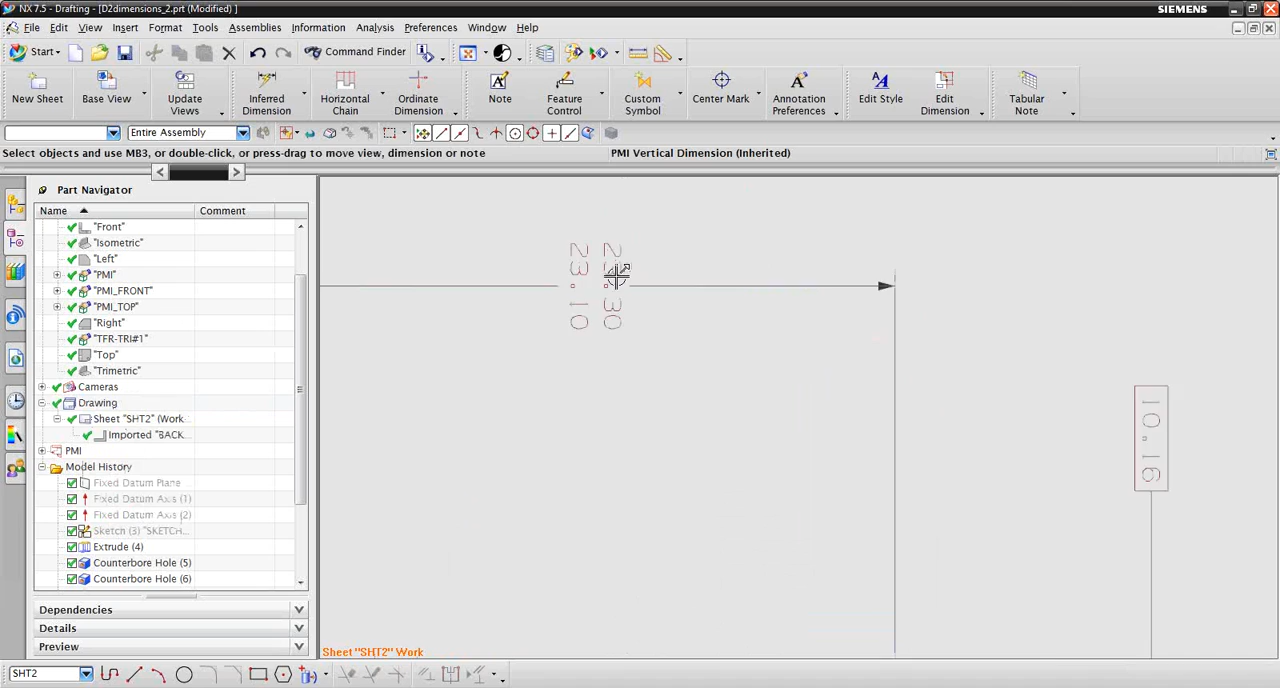 NX 7.5 - Drafting - [D2dimensions_2.prt (Modified) ]
SIEMENS
File Edit View Insert Format Tools Assemblies Information Analysis Preferences Window Help
Start Command Finder
New Sheet
Base View
Update Views
Inferred Dimension
Horizontal Chain
Ordinate Dimension
Note
Feature Control
Custom Symbol
Center Mark
Annotation Preferences
Edit Style
Edit Dimension
Tabular Note
Entire Assembly
Select objects and use MB3, or double-click, or press-drag to move view, dimension or note
PMI Vertical Dimension (Inherited)
Part Navigator
Name Comment
"Front"
"Isometric"
"Left"
"PMI"
"PMI_FRONT"
"PMI_TOP"
"Right"
"TFR-TRI#1"
"Top"
"Trimetric"
Cameras
Drawing
Sheet "SHT2" (Work...
Imported "BACK...
PMI
Model History
Fixed Datum Plane
Fixed Datum Axis (1)
Fixed Datum Axis (2)
Sketch (3) "SKETCH...
Extrude (4)
Counterbore Hole (5)
Counterbore Hole (6)
Dependencies
Details
Preview
23.10
10.16
Sheet "SHT2" Work
SHT2